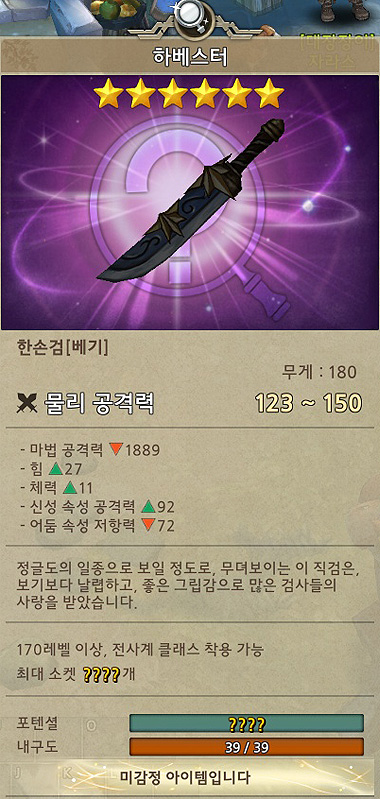 하베스터
한손검[베기]
무게 : 180
물리 공격력 123 ~ 150
- 마법 공격력 ▼1889
- 힘 ▲27
- 체력 ▲11
- 신성 속성 공격력 ▲92
- 어둠 속성 저항력 ▼72
정글도의 일종으로 보일 정도로, 무뎌보이는 이 직검은,
보기보다 날렵하고, 좋은 그립감으로 많은 검사들의
사랑을 받았습니다.
170레벨 이상, 전사계 클래스 착용 가능
최대 소켓 ????개
포텐셜 ????
내구도 39 / 39
미감정 아이템입니다